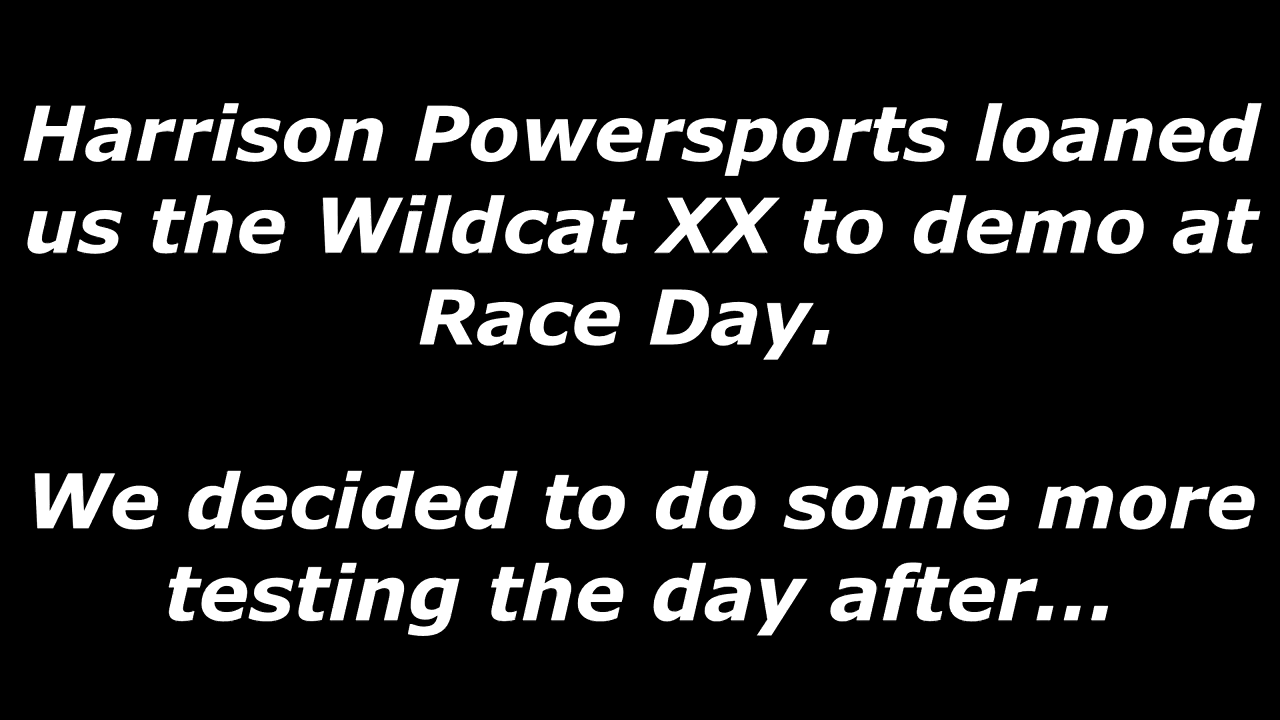 Harrison Powersports loaned
us the Wildcat XX to demo at
Race Day.
We decided to do some more
testing the day after...